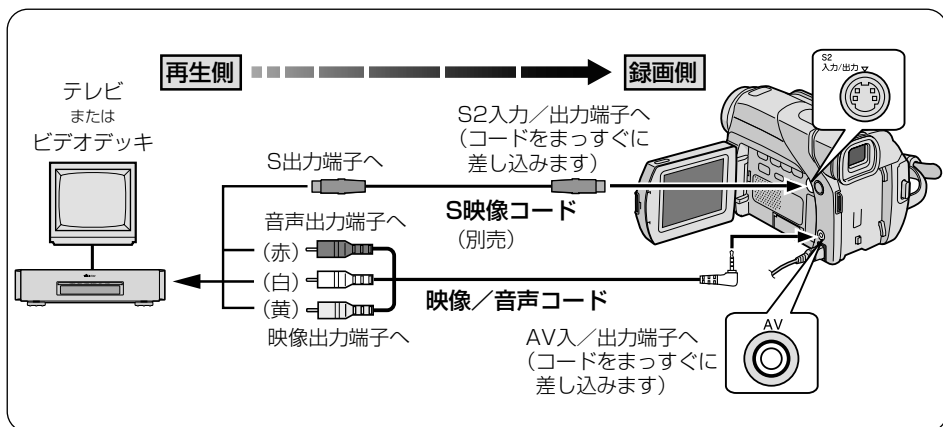 再生側
録画側
テレビ
または
ビデオデッキ
S出力端子へ
S2入力／出力端子へ
（コードをまっすぐに
差し込みます）
S2
入力/出力
S映像コード
（別売）
音声出力端子へ
（赤）
（白）
（黄）
映像出力端子へ
映像／音声コード
AV入／出力端子へ
（コードをまっすぐに
差し込みます）
AV